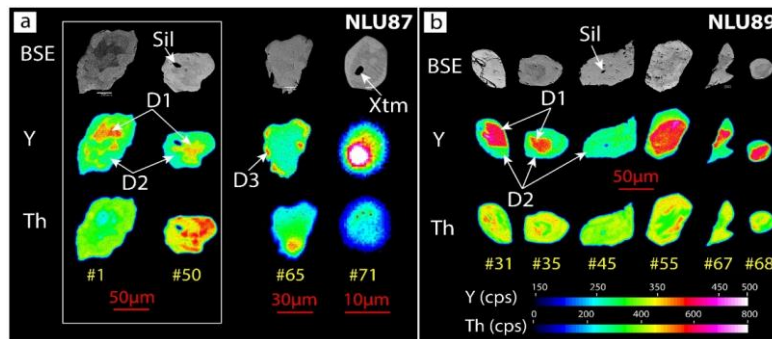 a NLU87
BSE Sil
Xtm
Y D1
D2 D3
Th
#1 #50 #65 #71
50μm 30μm 10μm
b NLU89
BSE Sil
Y D1
D2 50μm
Th
#31 #35 #45 #55 #67 #68
Y (cps) 150 250 350 450 500
Th (cps) 0 200 400 600 800